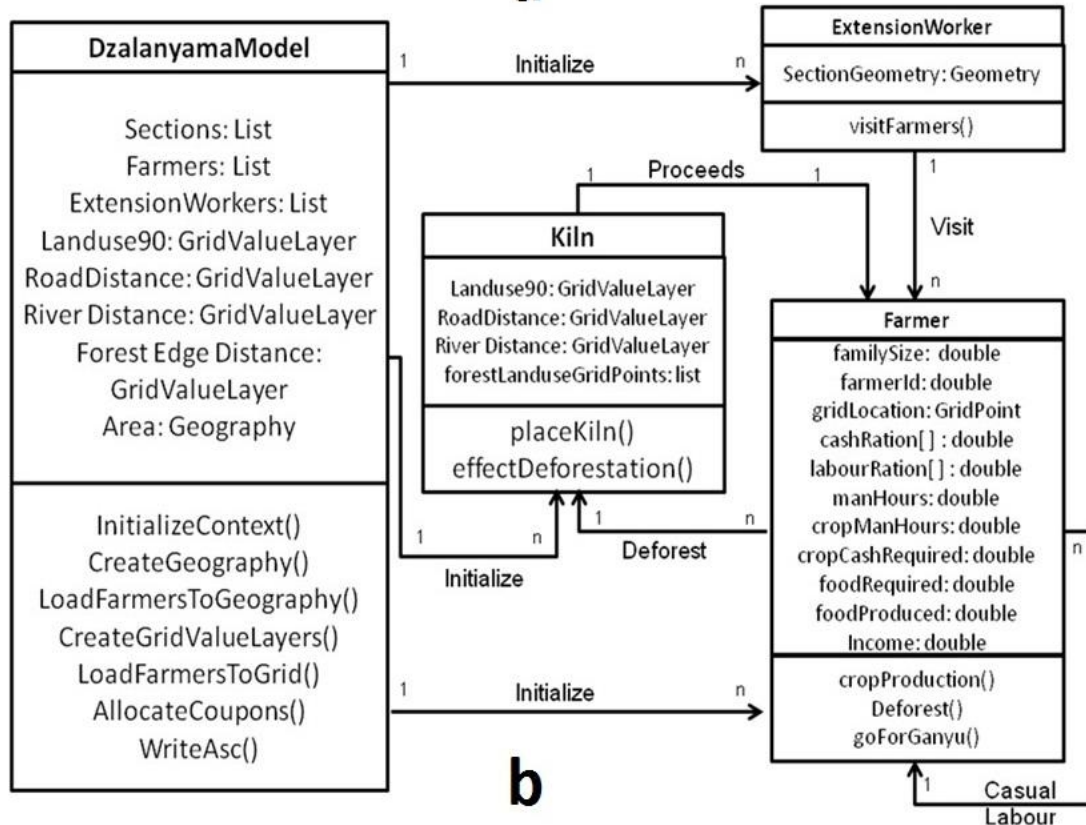 DzalanyamaModel
Sections: List
Farmers: List
ExtensionWorkers: List
Landuse90: GridValueLayer
RoadDistance: GridValueLayer
River Distance: GridValueLayer
Forest Edge Distance:
GridValueLayer
Area: Geography
InitializeContext()
CreateGeography()
LoadFarmersToGeography()
CreateGridValueLayers()
LoadFarmersToGrid()
AllocateCoupons()
WriteAsc()
1 Initialize n
ExtensionWorker
SectionGeometry: Geometry
visitFarmers()
1
Visit
n
1 Proceeds 1
Kiln
Landuse90: GridValueLayer
RoadDistance: GridValueLayer
River Distance: GridValueLayer
forestLanduseGridPoints: list
placeKiln()
effectDeforestation()
1 n
Initialize
1 n
Deforest
Farmer
familySize: double
farmerId: double
gridLocation: GridPoint
cashRation[ ] : double
labourRation[ ] : double
manHours: double
cropManHours: double
cropCashRequired: double
foodRequired: double
foodProduced: double
Income: double
cropProduction()
Deforest()
goForGanyu()
n
1 Initialize n
1 Casual
Labour
b